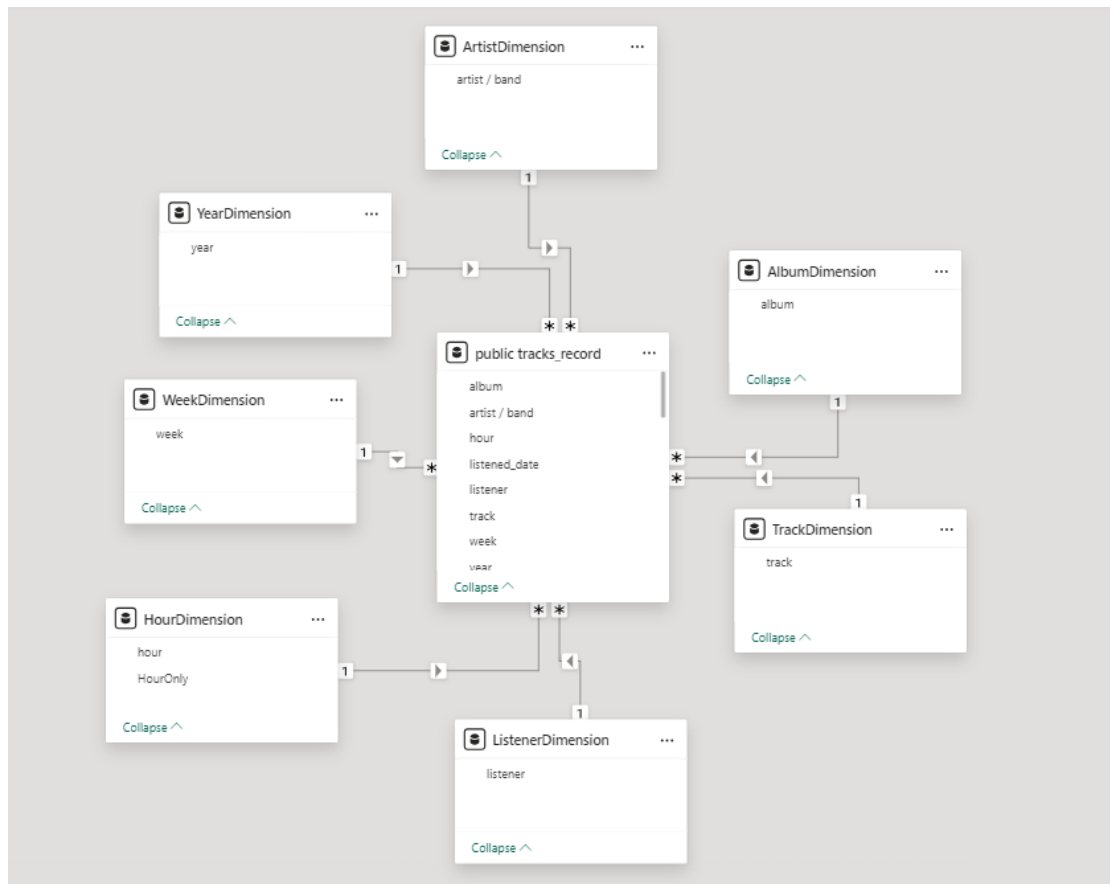 ArtistDimension ...
artist / band
Collapse
1
YearDimension ...
year
Collapse
1
AlbumDimension ...
album
Collapse
1
* *
public tracks_record ...
album
artist / band
hour
listened_date
listener
track
week
year
Collapse
WeekDimension ...
week
Collapse
1
*
*
*
1
TrackDimension ...
track
Collapse
HourDimension ...
hour
HourOnly
Collapse
1
* *
1
ListenerDimension ...
listener
Collapse